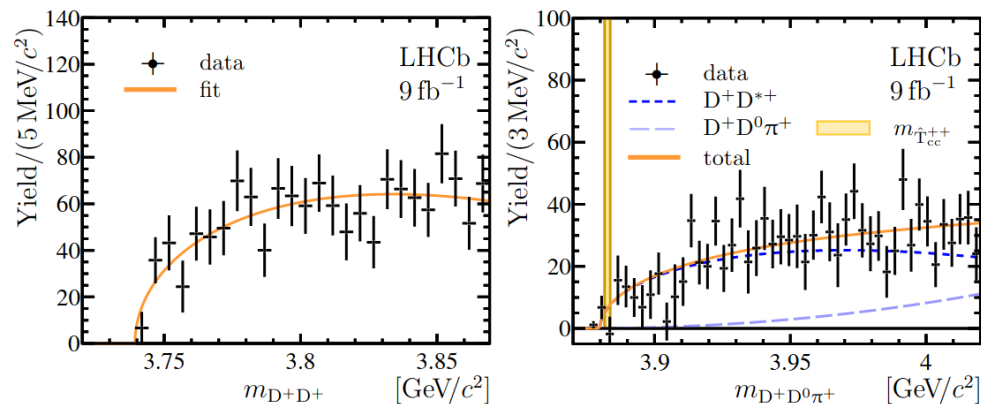 Yield/(5 MeV/c²)
140
120
100
80
60
40
20
0
data
fit
LHCb
9 fb⁻¹
3.75
3.8
3.85
m_{D⁺D⁺}
[GeV/c²]
Yield/(3 MeV/c²)
100
80
60
40
20
0
data
D⁺D*⁺
D⁺D⁰π⁺
total
LHCb
9 fb⁻¹
m_{T̂cc⁺⁺}
3.9
3.95
4
m_{D⁺D⁰π⁺}
[GeV/c²]